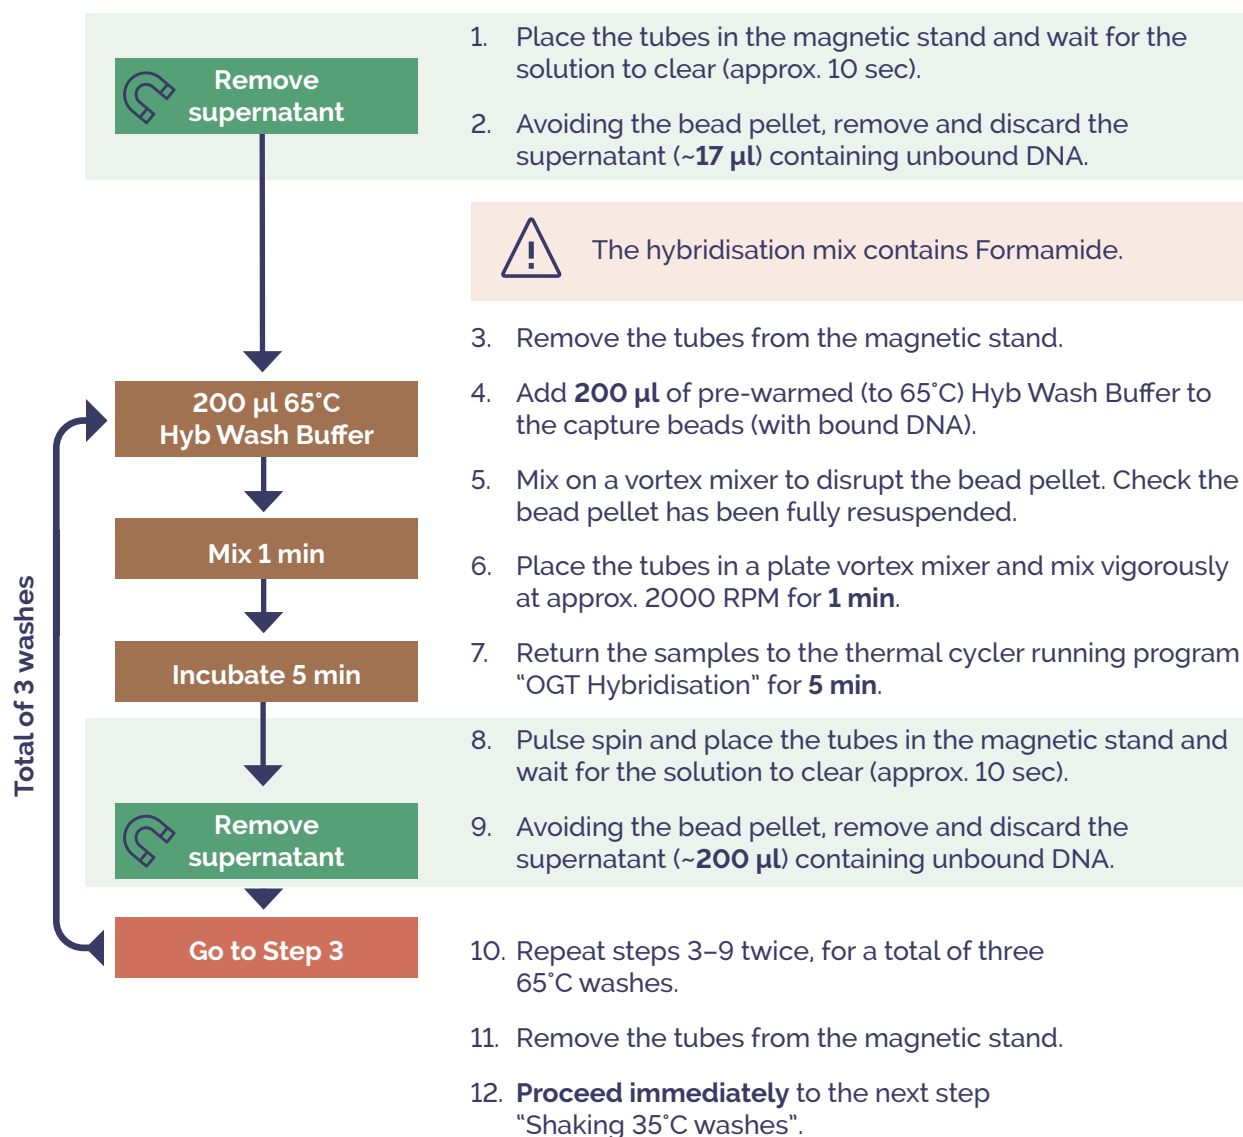 Remove
supernatant
1. Place the tubes in the magnetic stand and wait for the
solution to clear (approx. 10 sec).
2. Avoiding the bead pellet, remove and discard the
supernatant (~17 µl) containing unbound DNA.
The hybridisation mix contains Formamide.
3. Remove the tubes from the magnetic stand.
200 µl 65°C
Hyb Wash Buffer
4. Add 200 µl of pre-warmed (to 65°C) Hyb Wash Buffer to
the capture beads (with bound DNA).
5. Mix on a vortex mixer to disrupt the bead pellet. Check the
bead pellet has been fully resuspended.
Mix 1 min
6. Place the tubes in a plate vortex mixer and mix vigorously
at approx. 2000 RPM for 1 min.
Incubate 5 min
7. Return the samples to the thermal cycler running program
"OGT Hybridisation" for 5 min.
Total of 3 washes
8. Pulse spin and place the tubes in the magnetic stand and
wait for the solution to clear (approx. 10 sec).
Remove
supernatant
9. Avoiding the bead pellet, remove and discard the
supernatant (~200 µl) containing unbound DNA.
Go to Step 3
10. Repeat steps 3–9 twice, for a total of three
65°C washes.
11. Remove the tubes from the magnetic stand.
12. Proceed immediately to the next step
"Shaking 35°C washes".